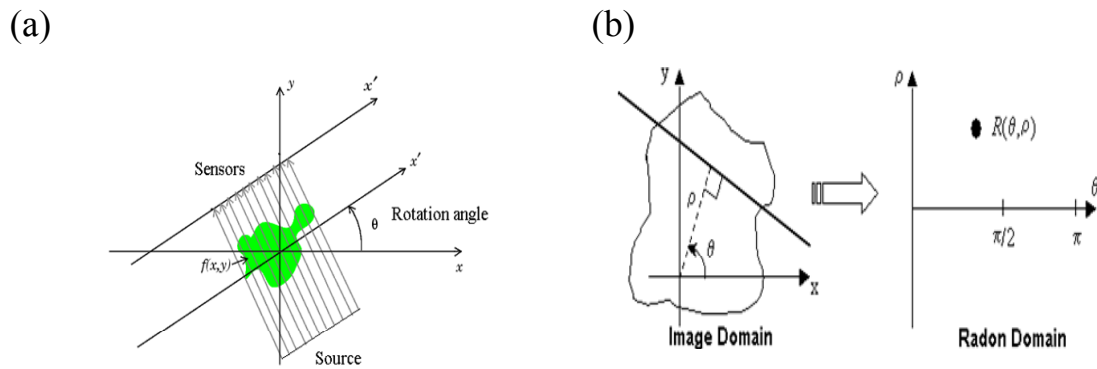 (a)
(b)
y
x′
x′
Sensors
Rotation angle
θ
f(x,y)
x
Source
y
ρ
θ
x
Image Domain
ρ
R(θ,ρ)
θ
π/2
π
Radon Domain